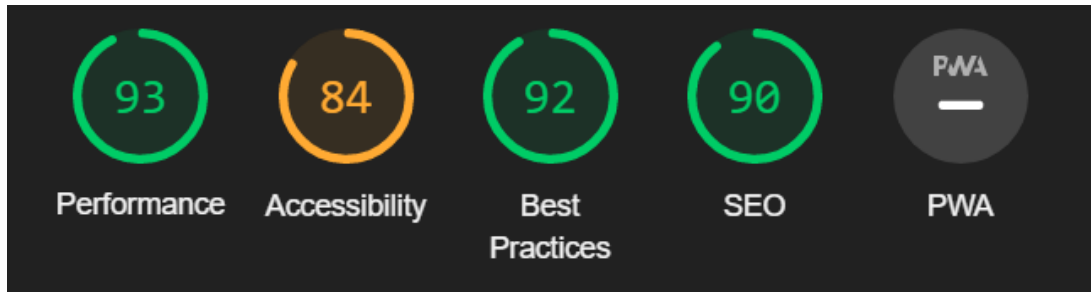 93
84
92
90
PWA
Performance
Accessibility
Best
Practices
SEO
PWA